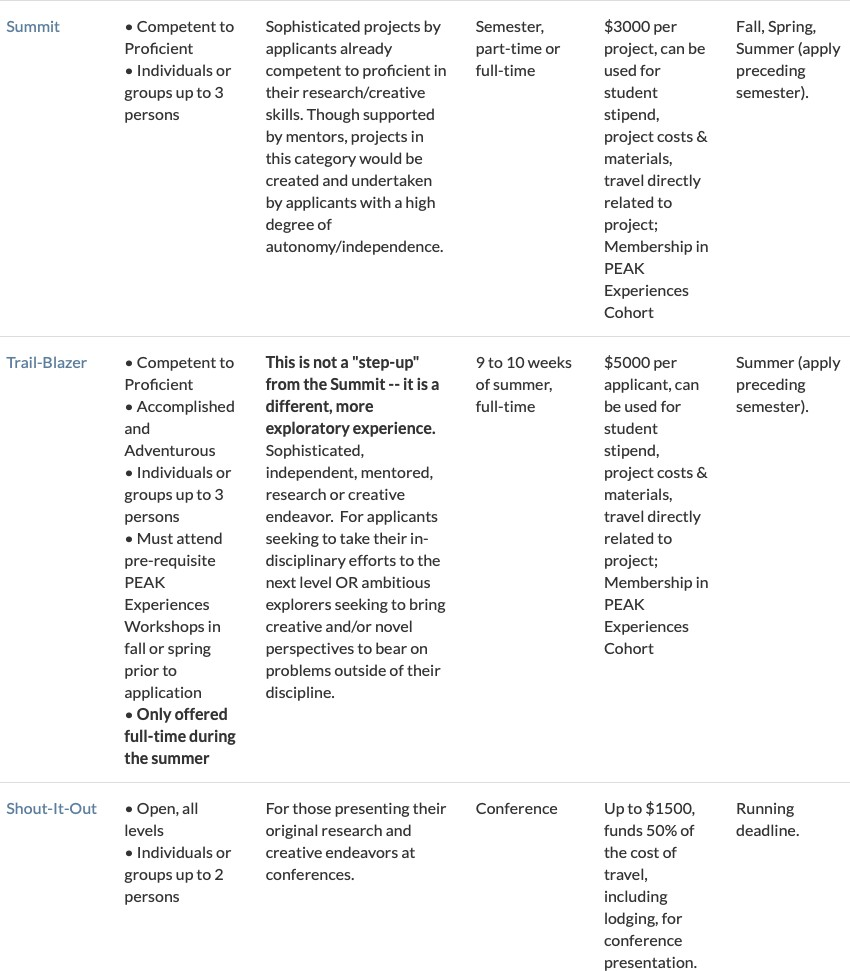 Summit
• Competent to
Proficient
• Individuals or
groups up to 3
persons
Sophisticated projects by
applicants already
competent to proficient in
their research/creative
skills. Though supported
by mentors, projects in
this category would be
created and undertaken
by applicants with a high
degree of
autonomy/independence.
Semester,
part-time or
full-time
$3000 per
project, can be
used for
student
stipend,
project costs &
materials,
travel directly
related to
project;
Membership in
PEAK
Experiences
Cohort
Fall, Spring,
Summer (apply
preceding
semester).
Trail-Blazer
• Competent to
Proficient
• Accomplished
and
Adventurous
• Individuals or
groups up to 3
persons
• Must attend
pre-requisite
PEAK
Experiences
Workshops in
fall or spring
prior to
application
• Only offered
full-time during
the summer
This is not a "step-up"
from the Summit -- it is a
different, more
exploratory experience.
Sophisticated,
independent, mentored,
research or creative
endeavor. For applicants
seeking to take their in-
disciplinary efforts to the
next level OR ambitious
explorers seeking to bring
creative and/or novel
perspectives to bear on
problems outside of their
discipline.
9 to 10 weeks
of summer,
full-time
$5000 per
applicant, can
be used for
student
stipend,
project costs &
materials,
travel directly
related to
project;
Membership in
PEAK
Experiences
Cohort
Summer (apply
preceding
semester).
Shout-It-Out
• Open, all
levels
• Individuals or
groups up to 2
persons
For those presenting their
original research and
creative endeavors at
conferences.
Conference
Up to $1500,
funds 50% of
the cost of
travel,
including
lodging, for
conference
presentation.
Running
deadline.